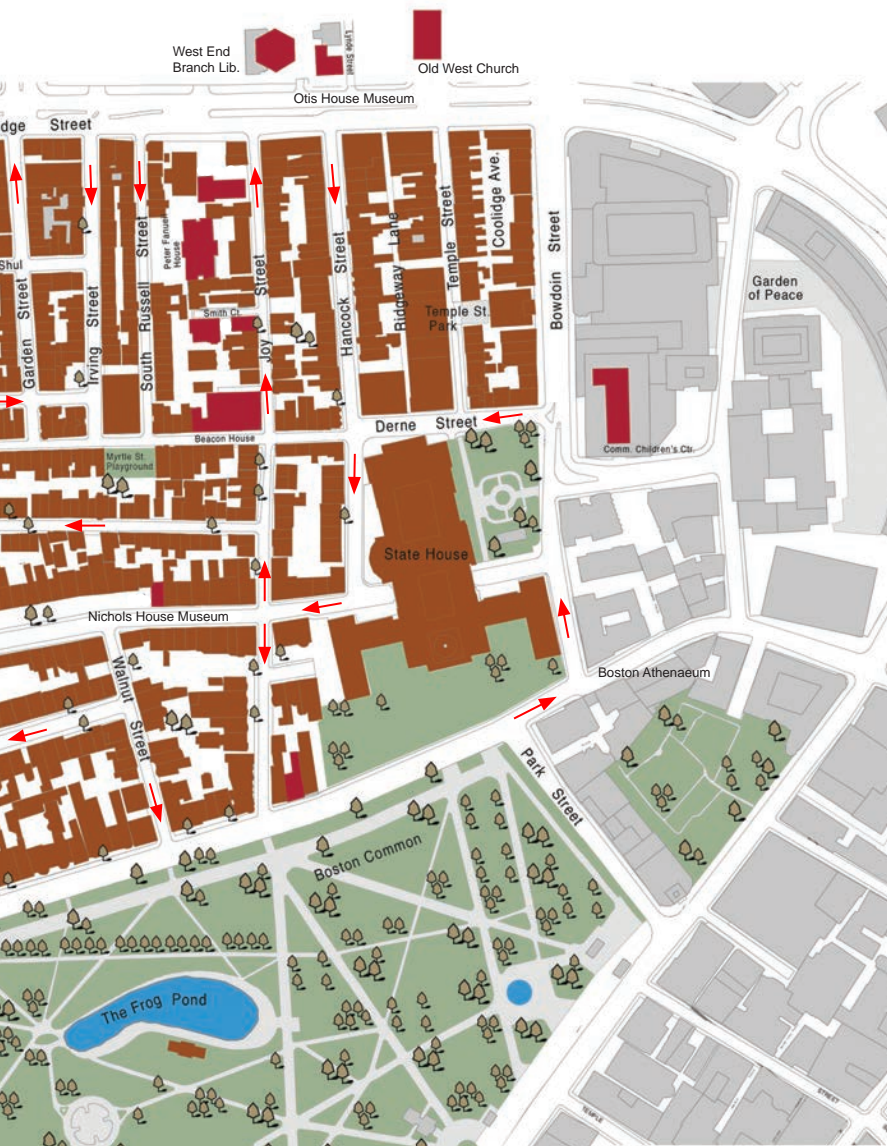 West End
Branch Lib.
Lynde Street
Old West Church
Otis House Museum
dge Street
Coolidge Ave.
Temple Street
Ridgeway Lane
Hancock Street
Bowdoin Street
Peter Faneuil
House
South Russell Street
Joy Street
Irving Street
Garden Street
Shul
Smith Ct.
Temple St.
Park
Garden
of Peace
Derne Street
Beacon House
Comm. Children's Ctr.
Myrtle St.
Playground
State House
Nichols House Museum
Walnut Street
Boston Athenaeum
Park Street
Boston Common
The Frog Pond
TEMPLE
STREET